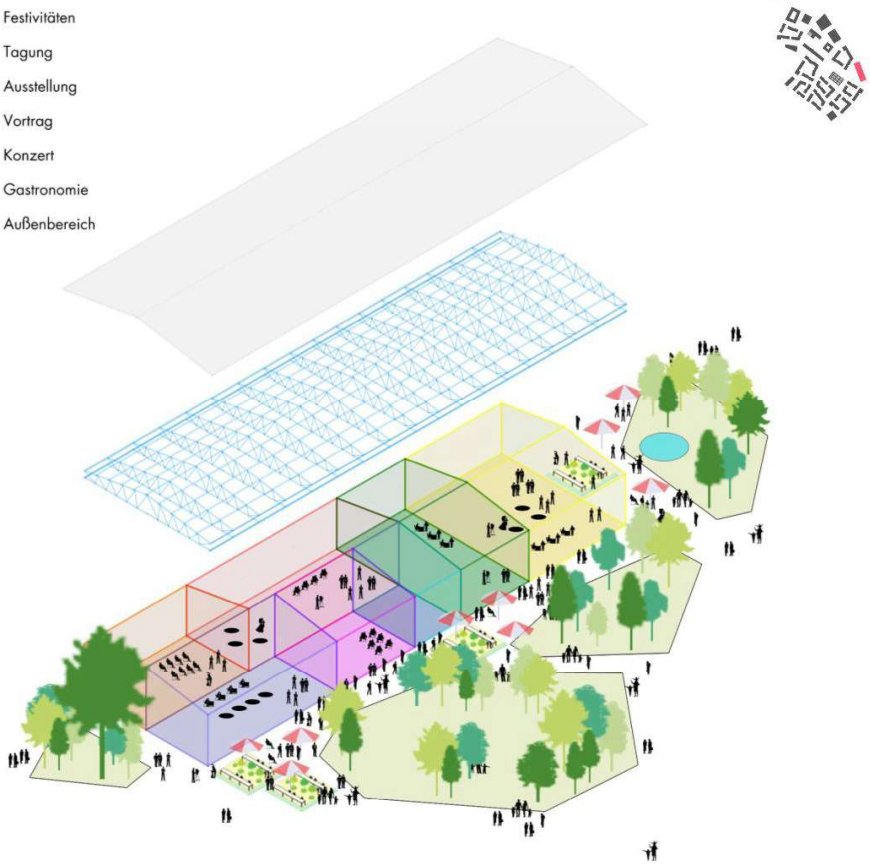 Festivitäten
Tagung
Ausstellung
Vortrag
Konzert
Gastronomie
Außenbereich